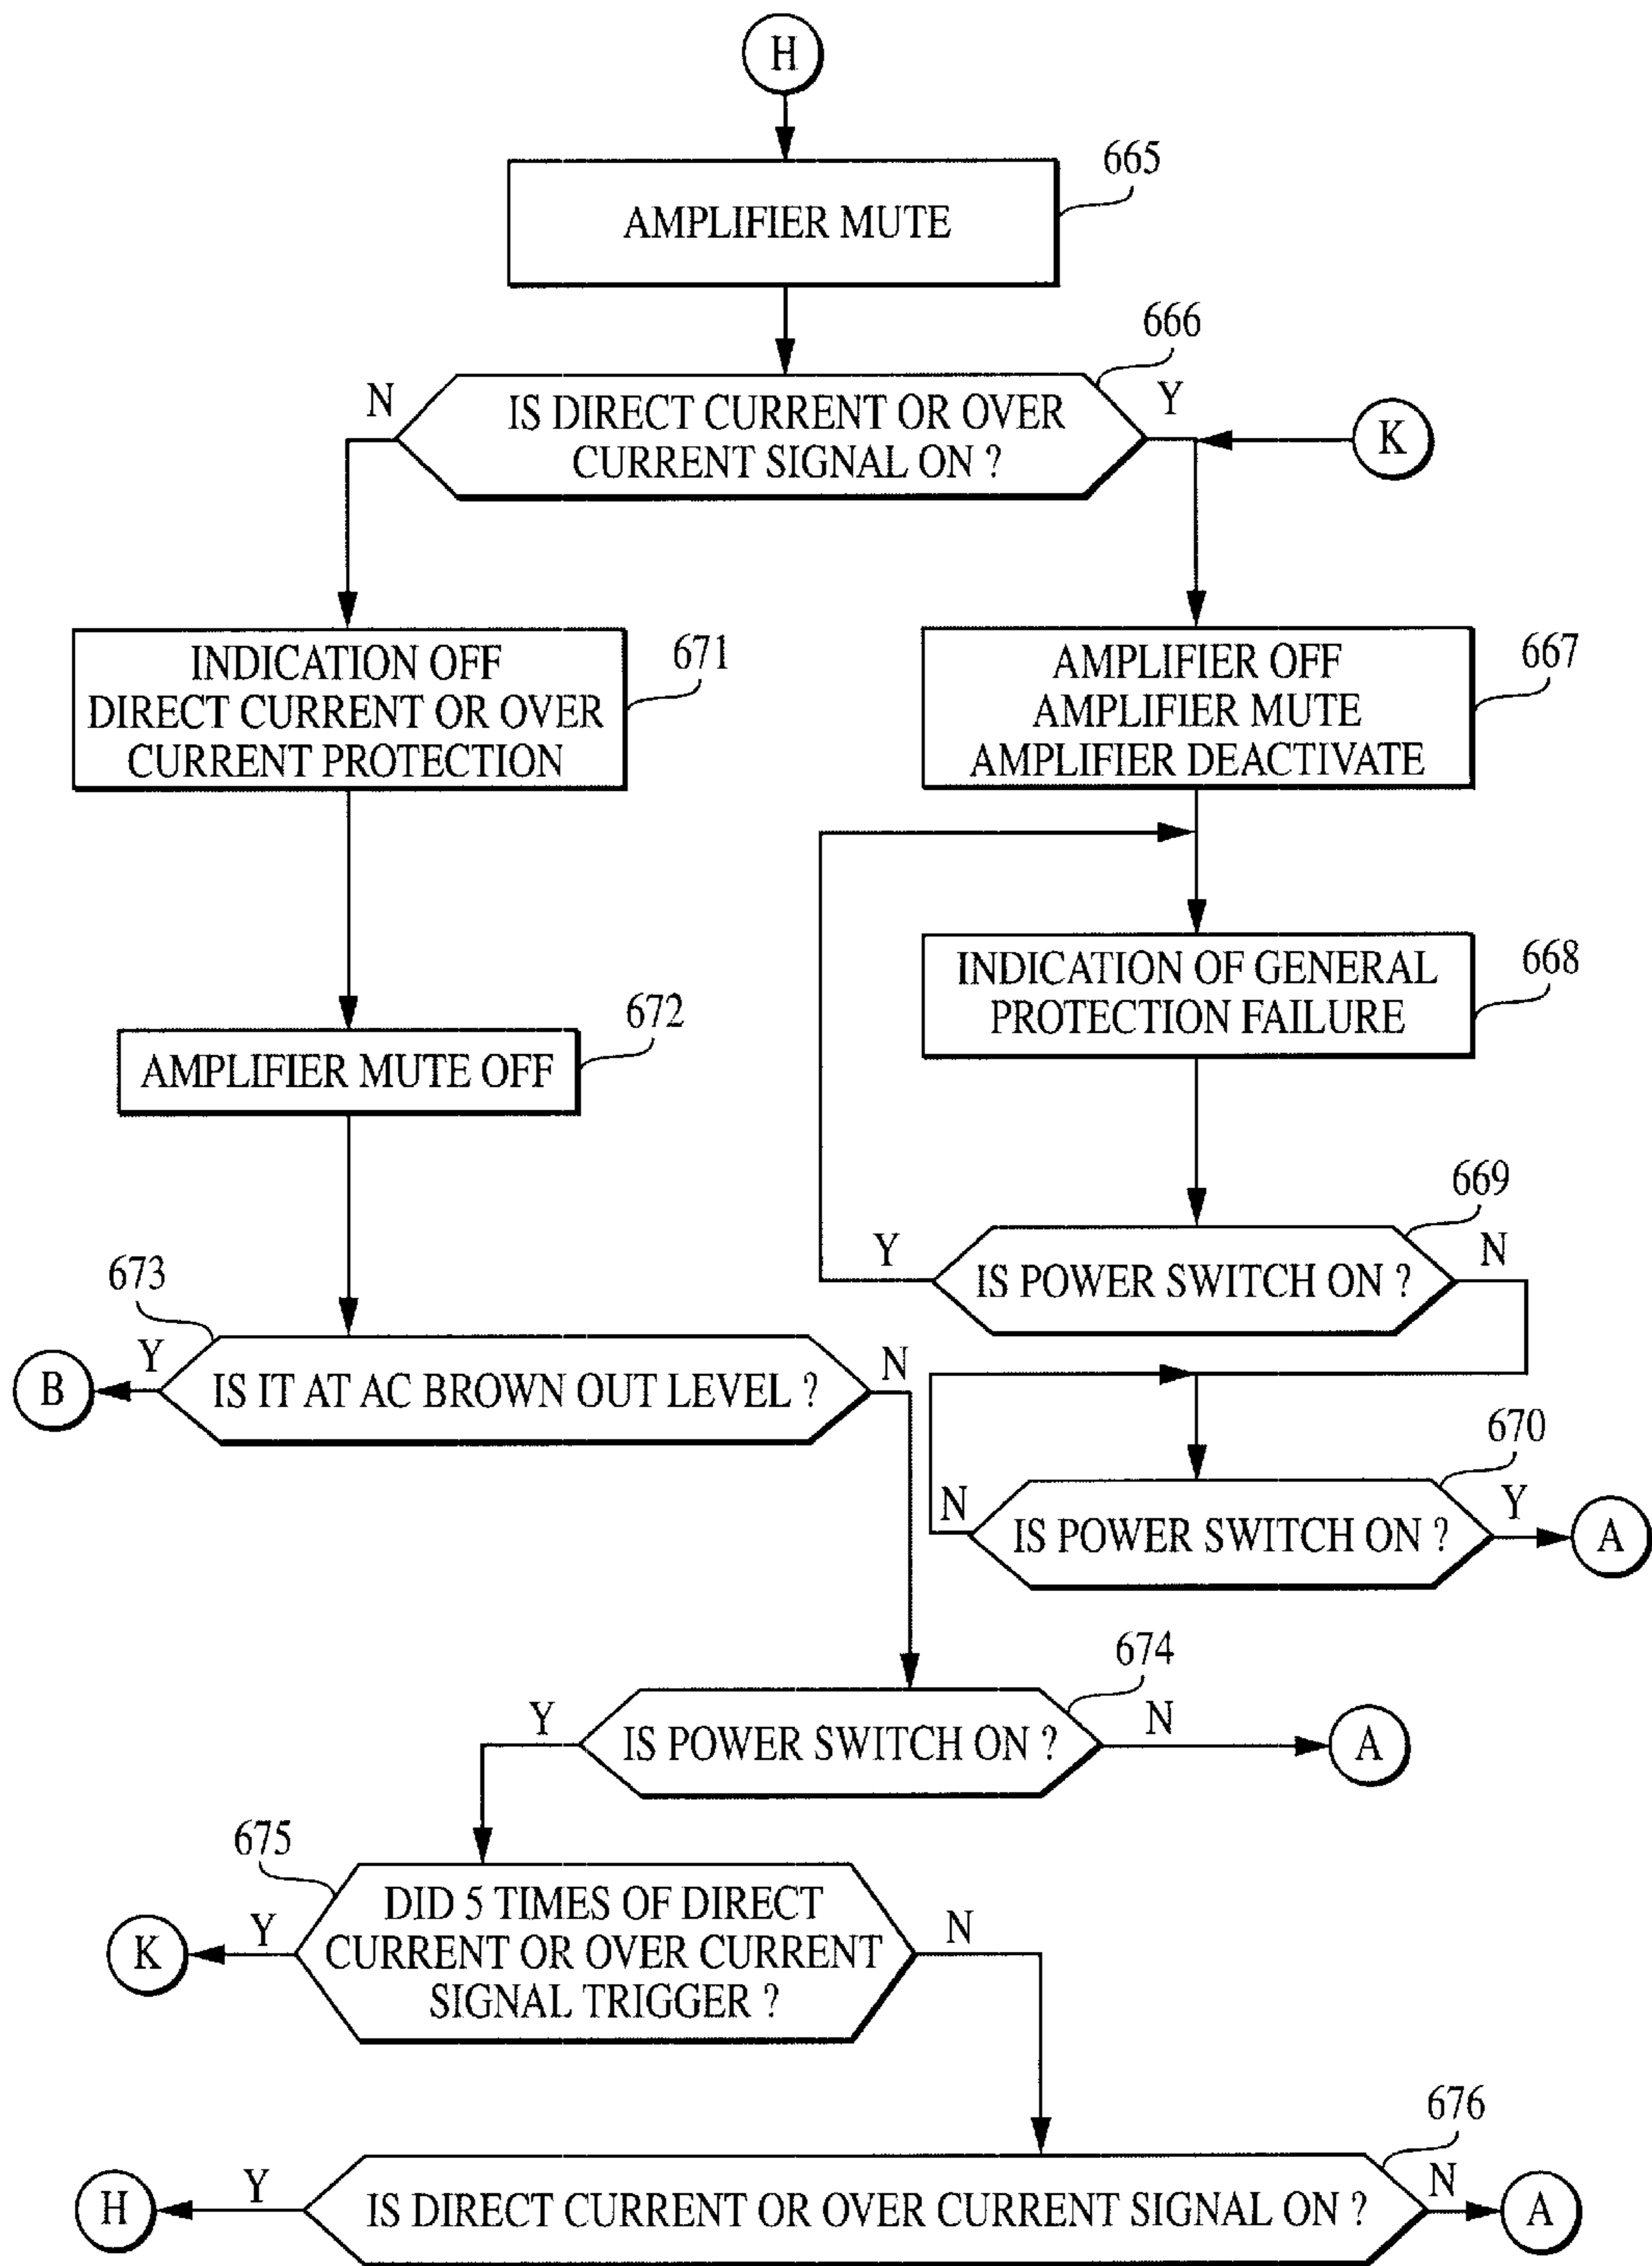 H
AMPLIFIER MUTE
665
666
N
IS DIRECT CURRENT OR OVER
CURRENT SIGNAL ON ?
Y
K
INDICATION OFF
DIRECT CURRENT OR OVER
CURRENT PROTECTION
671
AMPLIFIER OFF
AMPLIFIER MUTE
AMPLIFIER DEACTIVATE
667
INDICATION OF GENERAL
PROTECTION FAILURE
668
AMPLIFIER MUTE OFF
672
669
Y
IS POWER SWITCH ON ?
N
673
B
Y
IS IT AT AC BROWN OUT LEVEL ?
N
670
N
IS POWER SWITCH ON ?
Y
A
674
Y
IS POWER SWITCH ON ?
N
A
675
K
Y
DID 5 TIMES OF DIRECT
CURRENT OR OVER CURRENT
SIGNAL TRIGGER ?
N
676
H
Y
IS DIRECT CURRENT OR OVER CURRENT SIGNAL ON ?
N
A